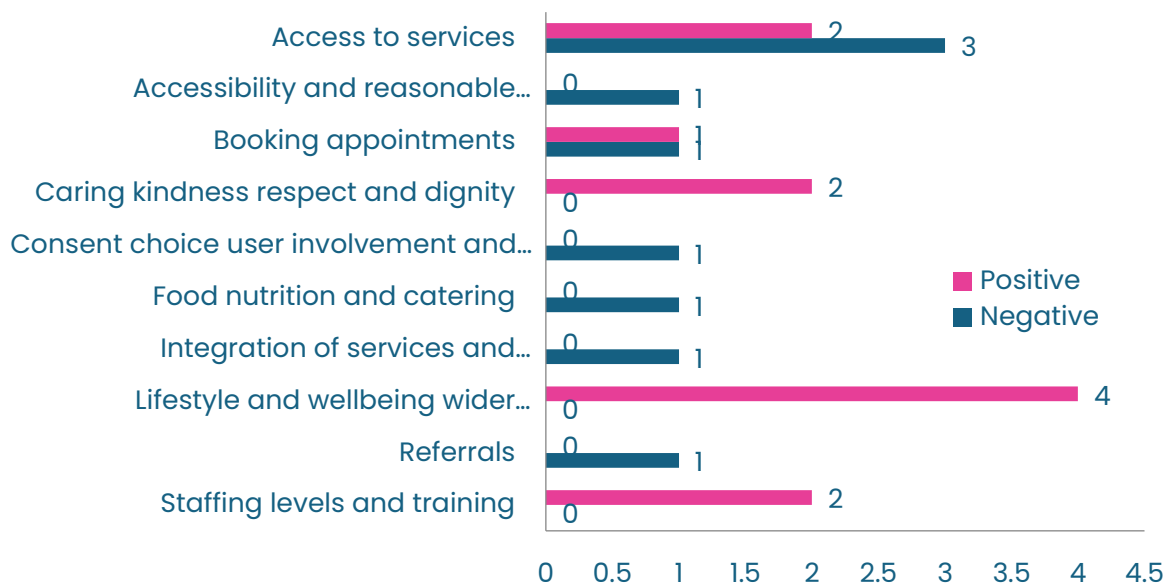 Access to services
2
3
Accessibility and reasonable...
0
1
Booking appointments
1
1
Caring kindness respect and dignity
2
0
Consent choice user involvement and...
0
1
Food nutrition and catering
0
1
Integration of services and...
0
1
Lifestyle and wellbeing wider...
4
0
Referrals
0
1
Staffing levels and training
2
0
Positive
Negative
0 0.5 1 1.5 2 2.5 3 3.5 4 4.5